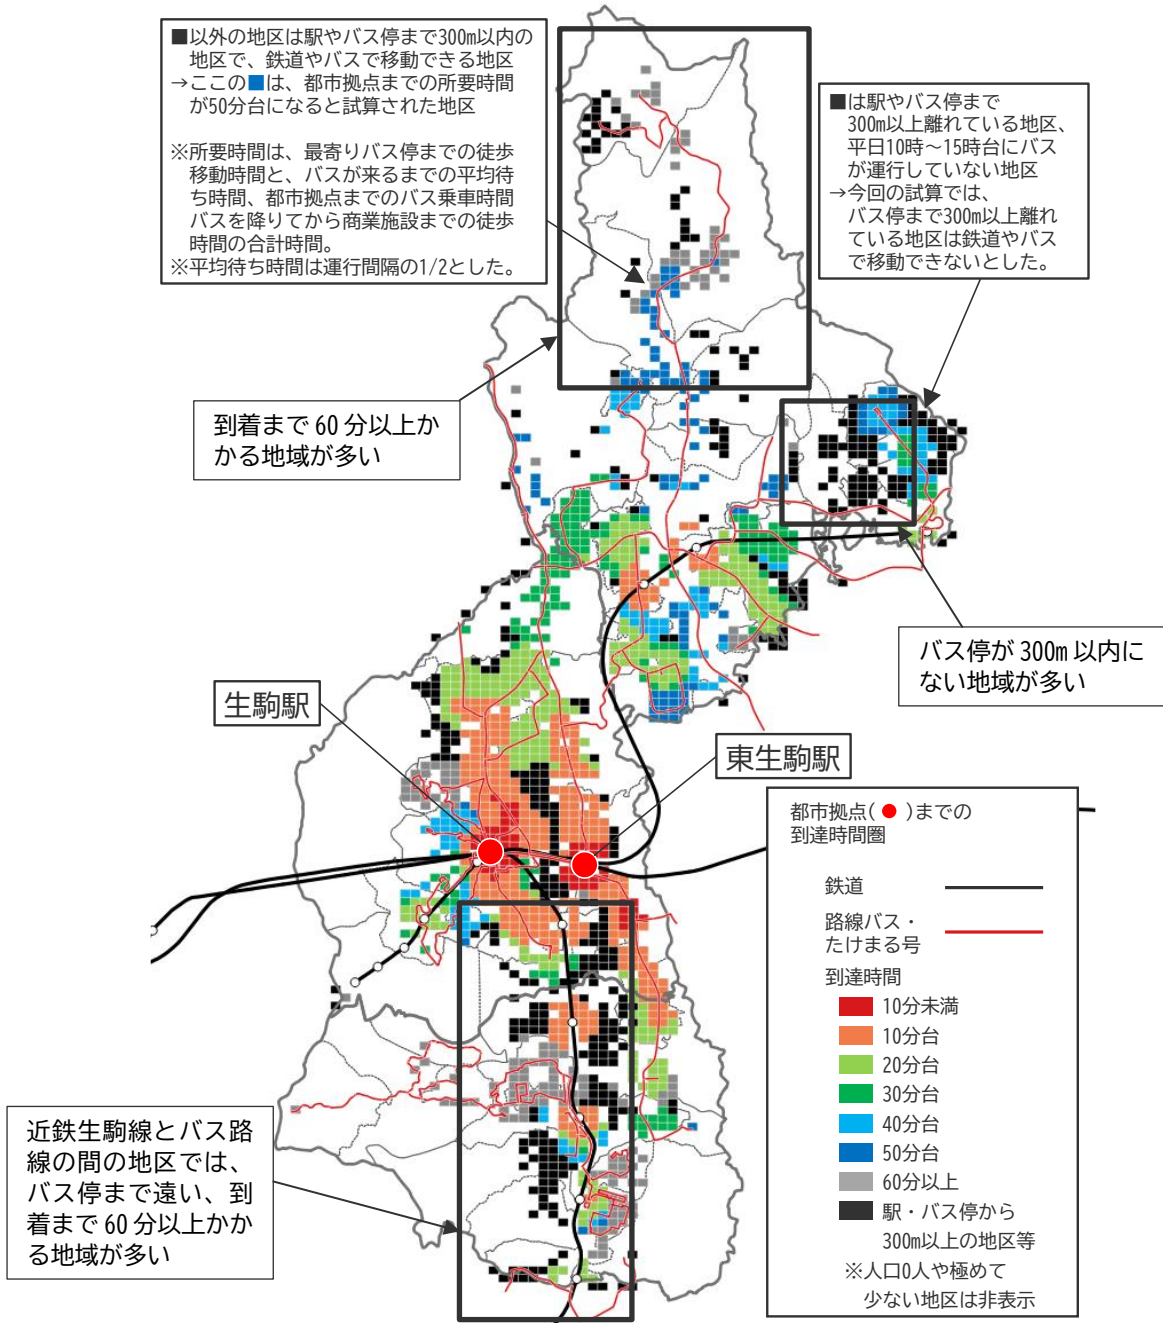 ■以外の地区は駅やバス停まで300m以内の
地区で、鉄道やバスで移動できる地区
→ここの■は、都市拠点までの所要時間
が50分台になると試算された地区
※所要時間は、最寄りバス停までの徒歩
移動時間と、バスが来るまでの平均待
ち時間、都市拠点までのバス乗車時間
バスを降りてから商業施設までの徒歩
時間の合計時間。
※平均待ち時間は運行間隔の1/2とした。
■は駅やバス停まで
300m以上離れている地区、
平日10時～15時台にバス
が運行していない地区
→今回の試算では、
バス停まで300m以上離れ
ている地区は鉄道やバス
で移動できないとした。
到着まで60分以上か
かる地域が多い
バス停が300m以内に
ない地域が多い
生駒駅
東生駒駅
近鉄生駒線とバス路
線の間の地区では、
バス停まで遠い、到
着まで60分以上かか
る地域が多い
都市拠点(●)までの
到達時間圏
鉄道
路線バス・
たけまる号
到達時間
10分未満
10分台
20分台
30分台
40分台
50分台
60分以上
駅・バス停から
300m以上の地区等
※人口0人や極めて
少ない地区は非表示